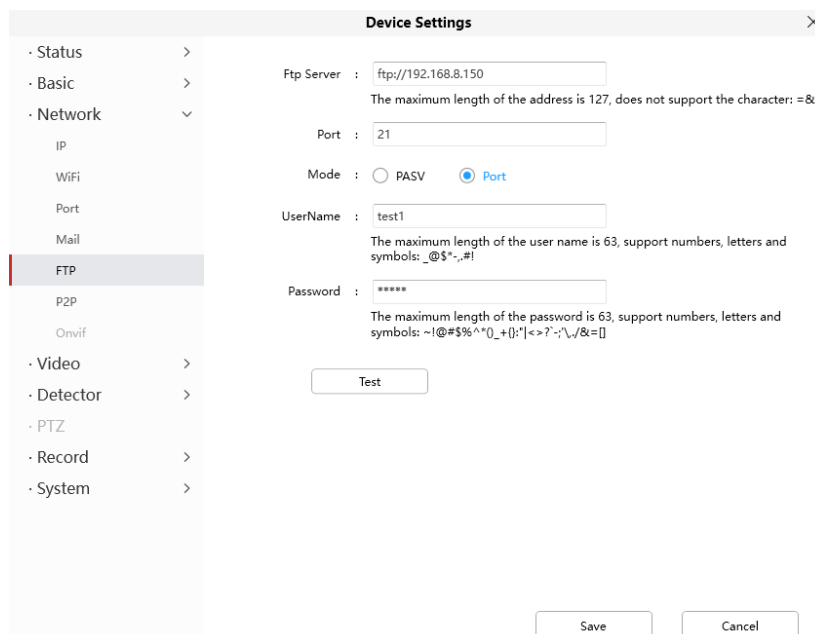 Device Settings
· Status
· Basic
· Network
IP
WiFi
Port
Mail
FTP
P2P
Onvif
· Video
· Detector
· PTZ
· Record
· System
Ftp Server : ftp://192.168.8.150
The maximum length of the address is 127, does not support the character: =&
Port : 21
Mode : PASV Port
UserName : test1
The maximum length of the user name is 63, support numbers, letters and
symbols: _@$*-,.#!
Password : *****
The maximum length of the password is 63, support numbers, letters and
symbols: ~!@#$%^*()_+{}:"|<>?`-;'\,./&=[]
Test
Save Cancel